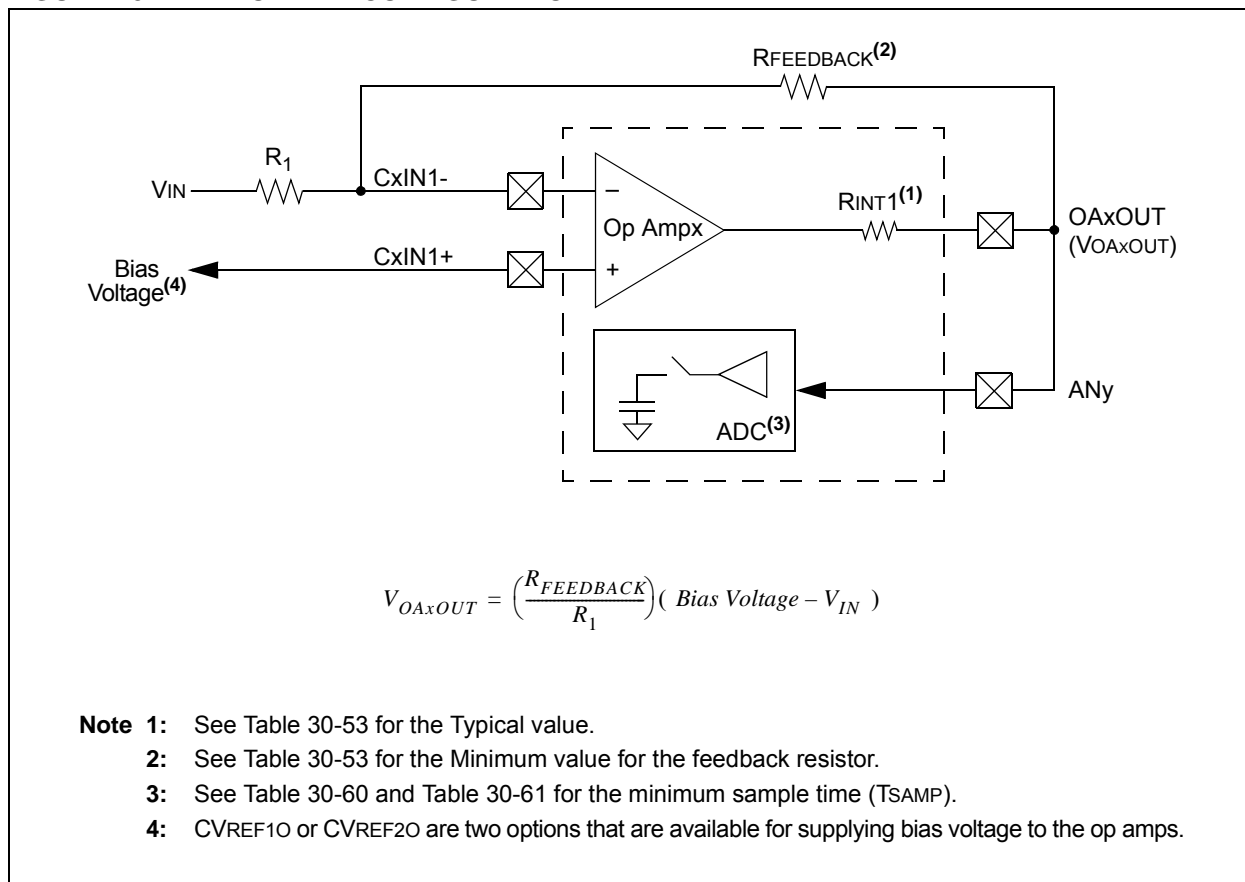 RFEEDBACK(2)
R1
VIN
CxIN1-
–
Op Ampx
RINT1(1)
OAxOUT
(VOAxOUT)
CxIN1+
+
Bias
Voltage(4)
ADC(3)
ANy
V_OAxOUT = (R_FEEDBACK / R_1) ( Bias Voltage – V_IN )
Note 1: See Table 30-53 for the Typical value.
2: See Table 30-53 for the Minimum value for the feedback resistor.
3: See Table 30-60 and Table 30-61 for the minimum sample time (TSAMP).
4: CVREF1O or CVREF2O are two options that are available for supplying bias voltage to the op amps.